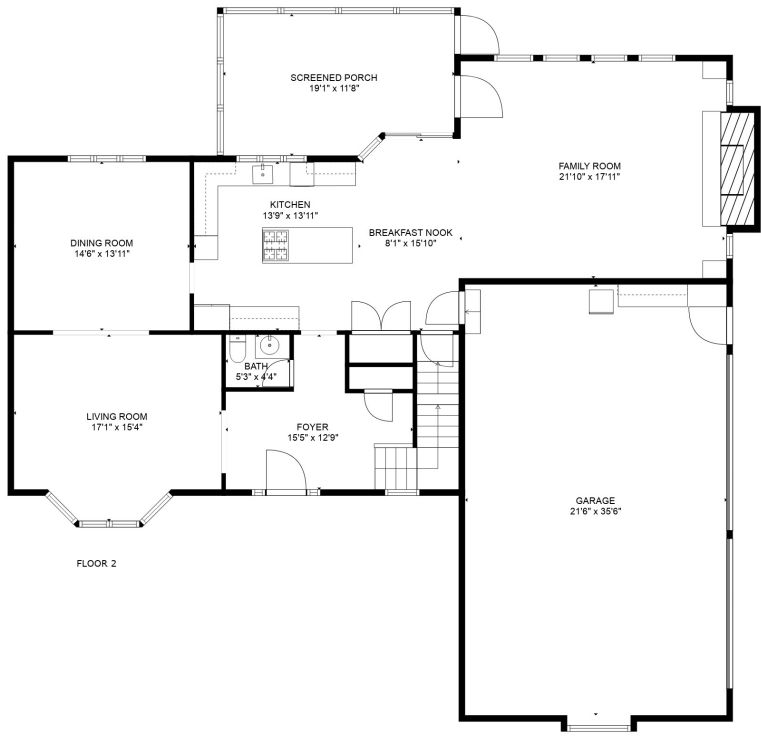 SCREENED PORCH
19'1" x 11'8"
FAMILY ROOM
21'10" x 17'11"
KITCHEN
13'9" x 13'11"
BREAKFAST NOOK
8'1" x 15'10"
DINING ROOM
14'6" x 13'11"
BATH
5'3" x 4'4"
LIVING ROOM
17'1" x 15'4"
FOYER
15'5" x 12'9"
GARAGE
21'6" x 35'6"
FLOOR 2